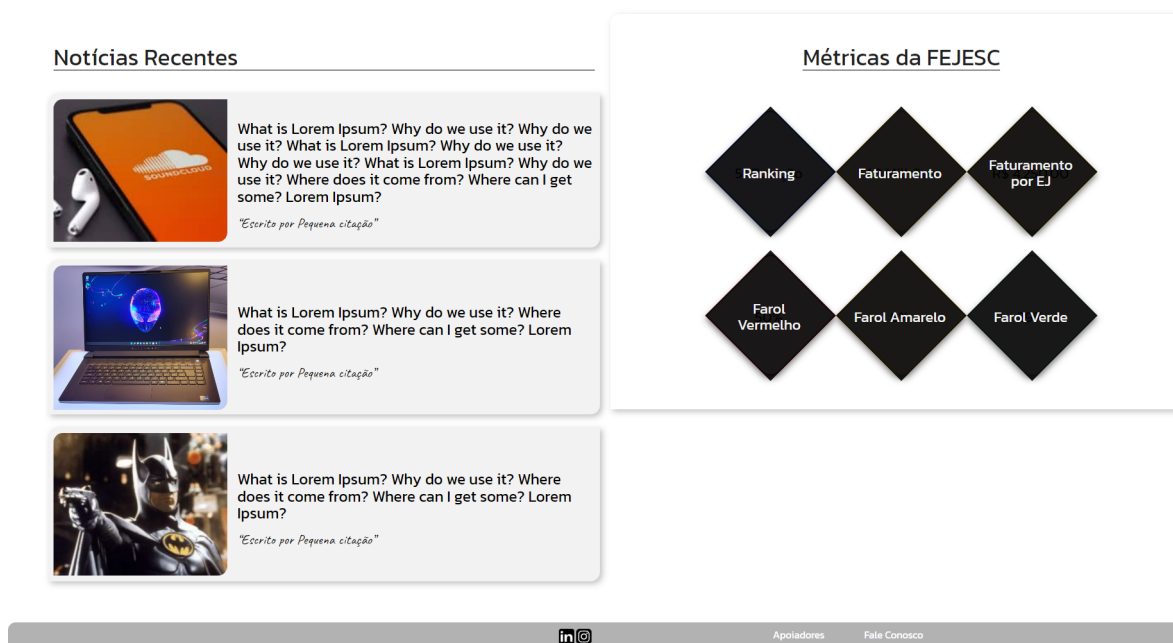 Notícias Recentes
What is Lorem Ipsum? Why do we use it? Why do we
use it? What is Lorem Ipsum? Why do we use it?
Why do we use it? What is Lorem Ipsum? Why do we
use it? Where does it come from? Where can I get
some? Lorem Ipsum?
“Escrito por Pequena citação”
SOUNDCLOUD
What is Lorem Ipsum? Why do we use it? Where
does it come from? Where can I get some? Lorem
Ipsum?
“Escrito por Pequena citação”
What is Lorem Ipsum? Why do we use it? Where
does it come from? Where can I get some? Lorem
Ipsum?
“Escrito por Pequena citação”
Métricas da FEJESC
Ranking
Faturamento
Faturamento
por EJ
Farol
Vermelho
Farol Amarelo
Farol Verde
in
Apoiadores
Fale Conosco